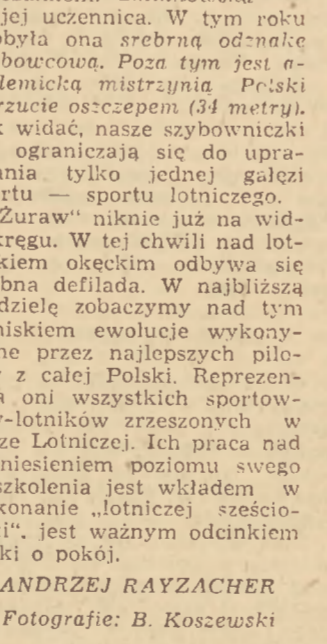 jej uczennica. W tym roku
obyła ona srebrną odznakę
bowcową. Poza tym jest a-
demicką mistrzynią Polski
rzucie oszczepem (34 metry).
k widać, nasze szybowniczki
ograniczają się do upra-
ania tylko jednej gałęzi
rtu — sportu lotniczego.
„Żuraw" niknie już na wid-
kręgu. W tej chwili nad lot-
kiem okęckim odbywa się
óbna defilada. W najbliższą
dzielę zobaczymy nad tym
niskiem ewolucje wykony-
ne przez najlepszych pilo-
z całej Polski. Reprezen-
a oni wszystkich sportow-
y-lotników zrzeszonych w
ze Lotniczej. Ich praca nad
niesieniem poziomu swego
szkolenia jest wkładem w
konanie „lotniczej sześcio-
i", jest ważnym odcinkiem
ki o pokój.
ANDRZEJ RAYZACHER
Fotografie: B. Koszewski